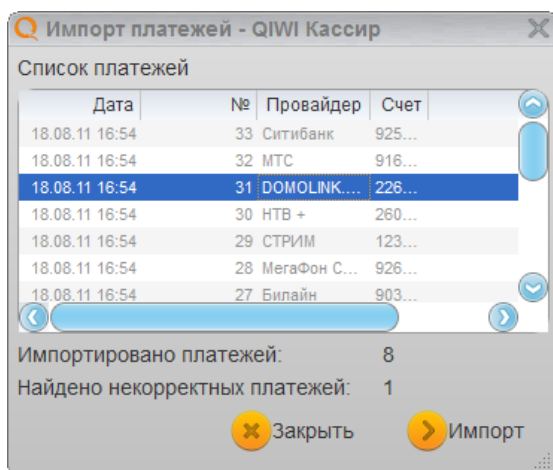 Импорт платежей - QIWI Кассир
Список платежей
Дата № Провайдер Счет
18.08.11 16:54 33 Ситибанк 925...
18.08.11 16:54 32 МТС 916...
18.08.11 16:54 31 DOMOLINK.... 226...
18.08.11 16:54 30 НТВ + 260...
18.08.11 16:54 29 СТРИМ 123...
18.08.11 16:54 28 МегаФон С... 926...
18.08.11 16:54 27 Билайн 903...
Импортировано платежей: 8
Найдено некорректных платежей: 1
Закрыть Импорт